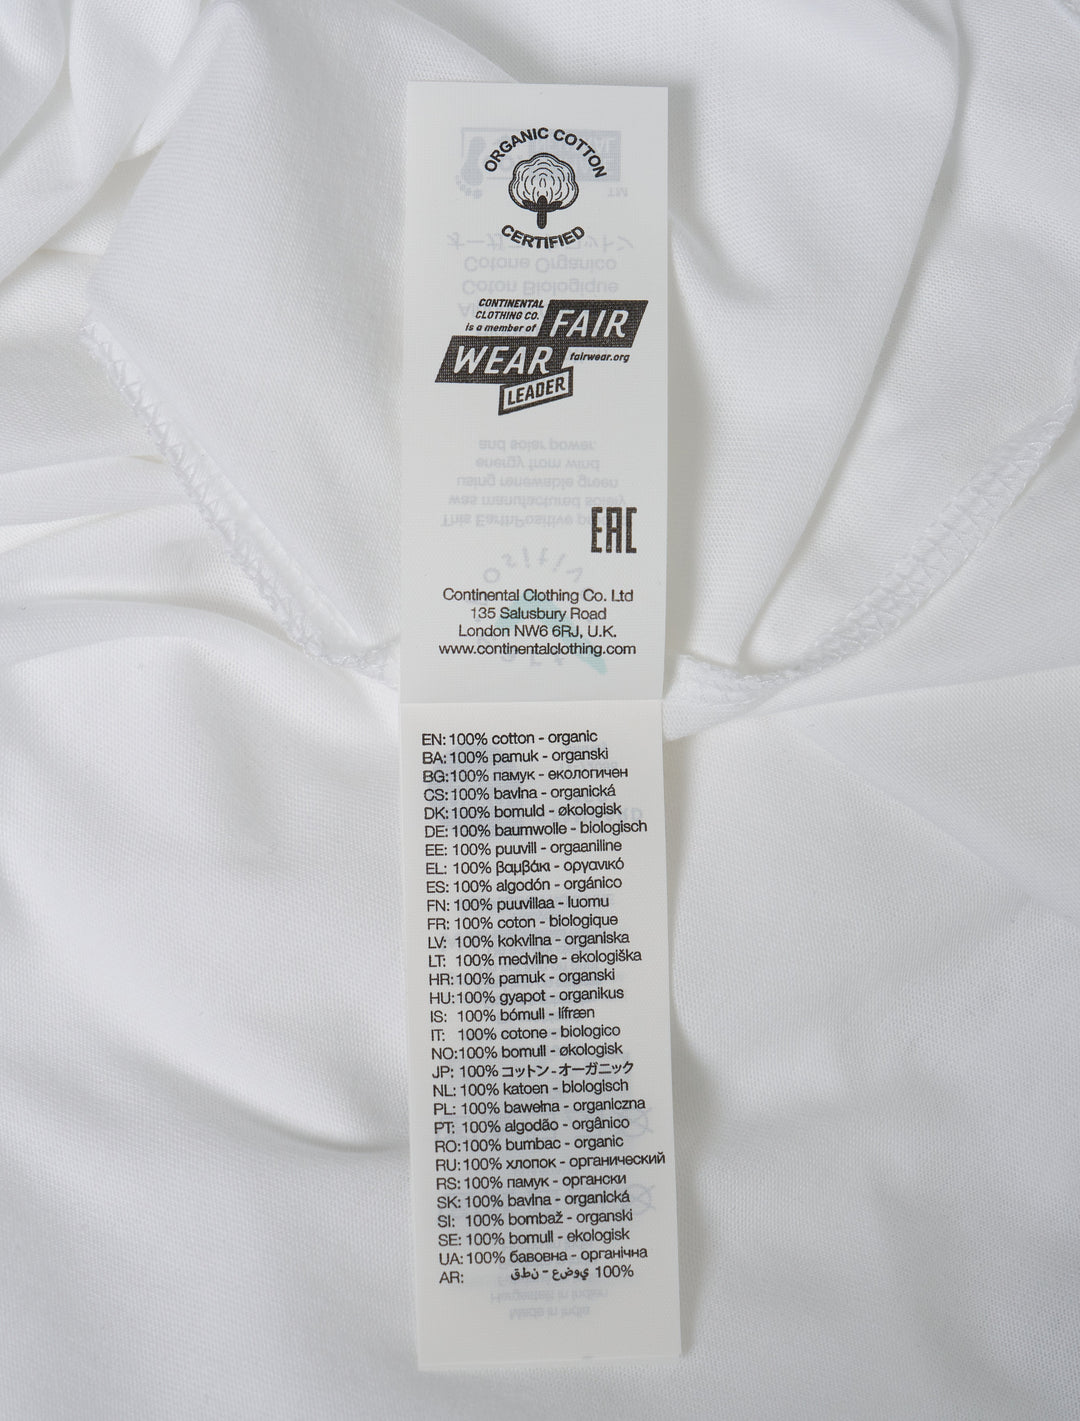 ORGANIC COTTON
CERTIFIED
CONTINENTAL
CLOTHING CO.
is a member of
FAIR
WEAR
fairwear.org
LEADER
EAC
Continental Clothing Co. Ltd
135 Salusbury Road
London NW6 6RJ, U.K.
www.continentalclothing.com
EN: 100% cotton - organic
BA: 100% pamuk - organski
BG: 100% памук - екологичен
CS: 100% bavlna - organická
DK: 100% bomuld - økologisk
DE: 100% baumwolle - biologisch
EE: 100% puuvill - orgaaniline
EL: 100% βαμβάκι - οργανικό
ES: 100% algodón - orgánico
FN: 100% puuvillaa - luomu
FR: 100% coton - biologique
LV: 100% kokvilna - organiska
LT: 100% medvilne - ekologiška
HR: 100% pamuk - organski
HU: 100% gyapot - organikus
IS: 100% bómull - lífræn
IT: 100% cotone - biologico
NO: 100% bomull - økologisk
JP: 100% コットン - オーガニック
NL: 100% katoen - biologisch
PL: 100% bawełna - organiczna
PT: 100% algodão - orgânico
RO: 100% bumbac - organic
RU: 100% хлопок - органический
RS: 100% памук - органски
SK: 100% bavlna - organická
SI: 100% bombaž - organski
SE: 100% bomull - ekologisk
UA: 100% бавовна - органічна
AR: 100% يوضع - نطق
Made in India